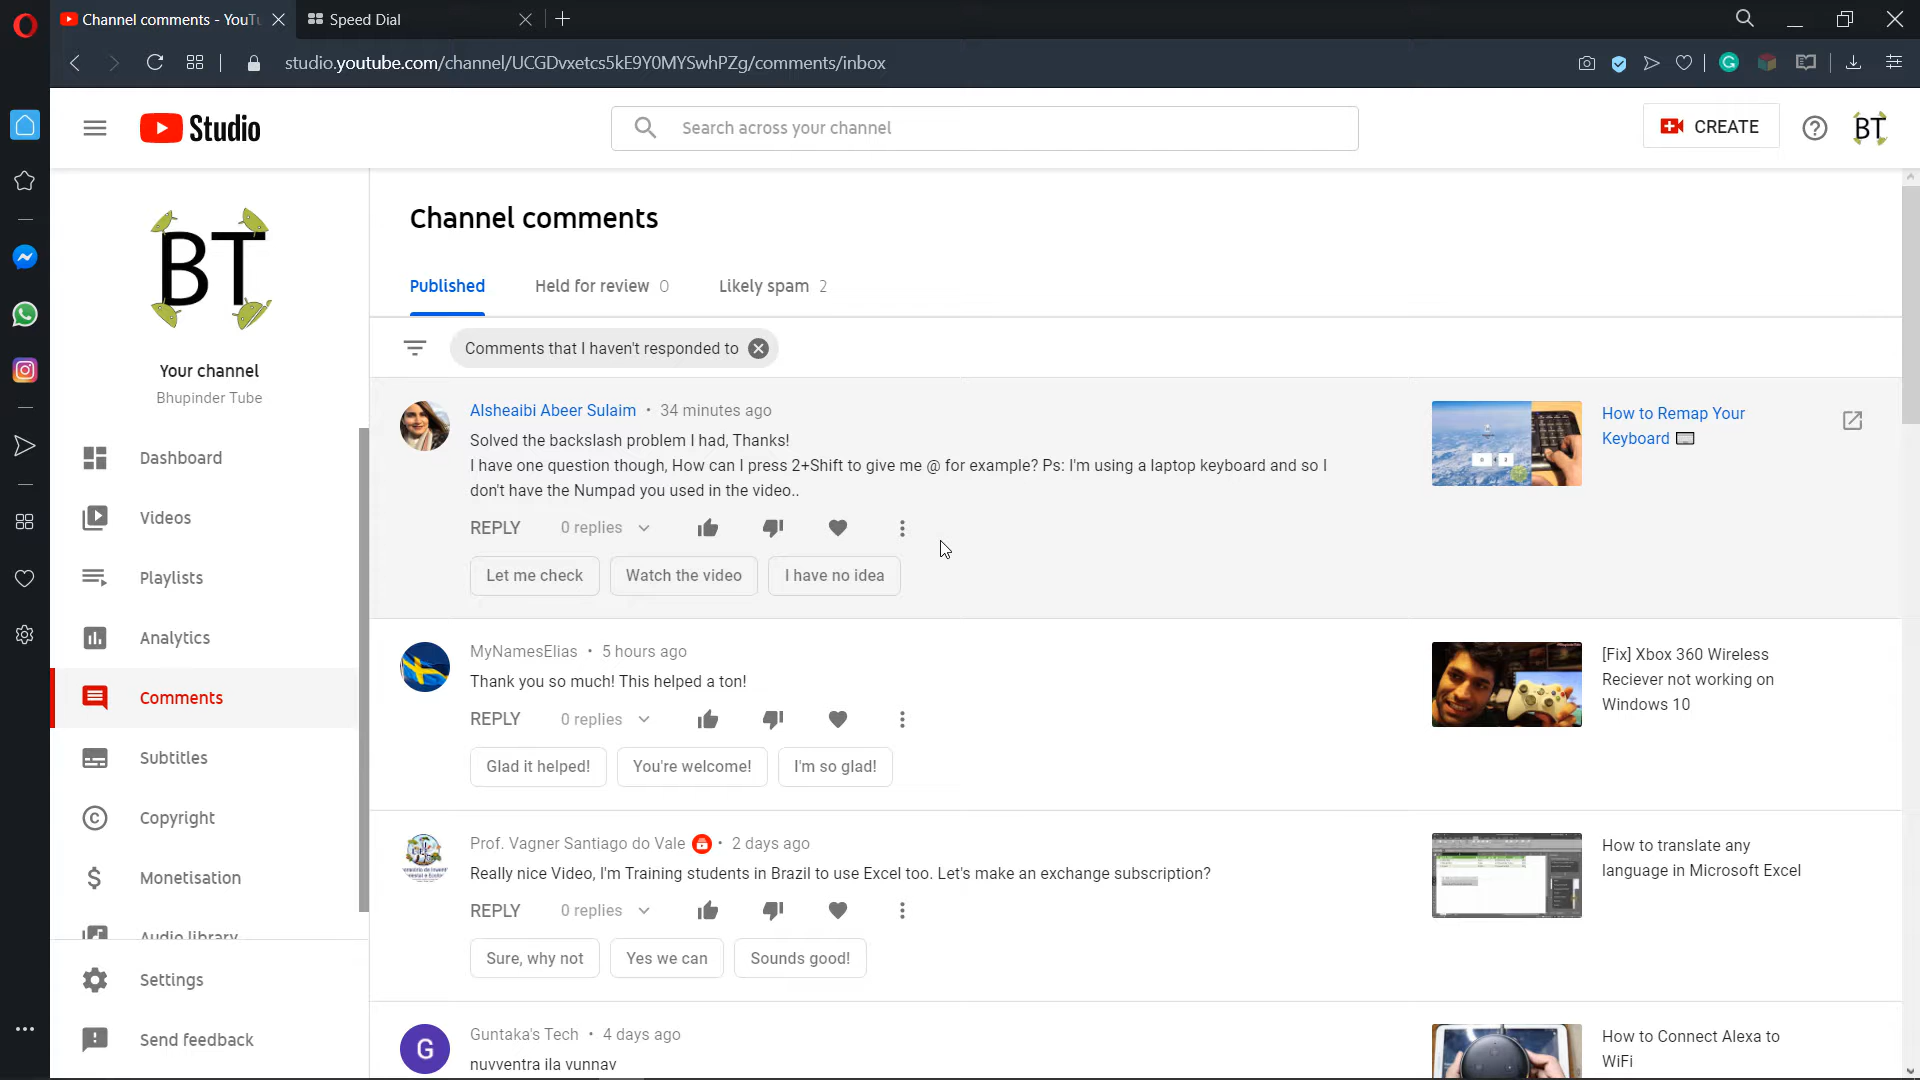 Channel comments - YouTu
Speed Dial
studio.youtube.com/channel/UCGDvxetcs5kE9Y0MYSwhPZg/comments/inbox
Studio
Search across your channel
CREATE
BT
BT
Your channel
Bhupinder Tube
Dashboard
Videos
Playlists
Analytics
Comments
Subtitles
Copyright
Monetisation
Audio library
Settings
Send feedback
Channel comments
Published
Held for review 0
Likely spam 2
Comments that I haven't responded to
Alsheaibi Abeer Sulaim • 34 minutes ago
Solved the backslash problem I had, Thanks!
I have one question though, How can I press 2+Shift to give me @ for example? Ps: I'm using a laptop keyboard and so I
don't have the Numpad you used in the video..
REPLY 0 replies
Let me check Watch the video I have no idea
How to Remap Your
Keyboard
MyNamesElias • 5 hours ago
Thank you so much! This helped a ton!
REPLY 0 replies
Glad it helped! You're welcome! I'm so glad!
[Fix] Xbox 360 Wireless
Reciever not working on
Windows 10
Prof. Vagner Santiago do Vale • 2 days ago
Really nice Video, I'm Training students in Brazil to use Excel too. Let's make an exchange subscription?
REPLY 0 replies
Sure, why not Yes we can Sounds good!
How to translate any
language in Microsoft Excel
G
Guntaka's Tech • 4 days ago
nuvventra ila vunnav
How to Connect Alexa to
WiFi